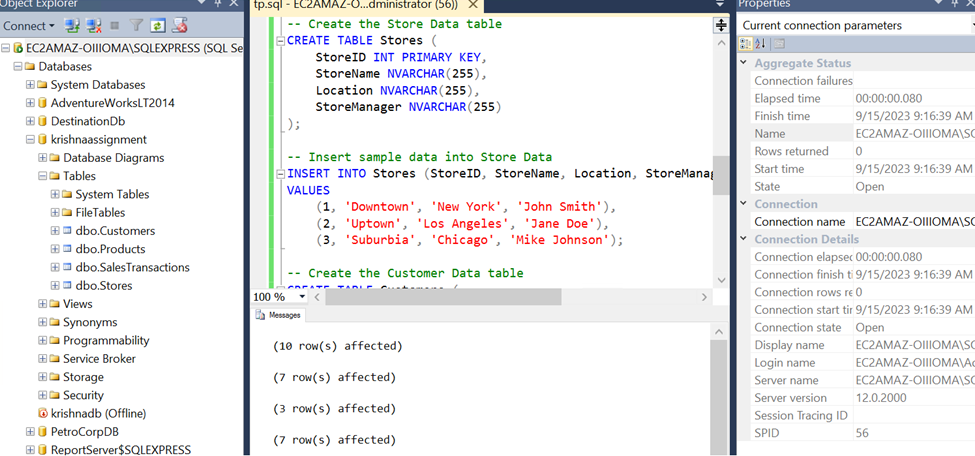 Object Explorer
Connect
EC2AMAZ-OIIIOMA\SQLEXPRESS (SQL Se
Databases
System Databases
AdventureWorksLT2014
DestinationDb
krishnaassignment
Database Diagrams
Tables
System Tables
FileTables
dbo.Customers
dbo.Products
dbo.SalesTransactions
dbo.Stores
Views
Synonyms
Programmability
Service Broker
Storage
Security
krishnadb (Offline)
PetroCorpDB
ReportServer$SQLEXPRESS
tp.sql - EC2AMAZ-O...dministrator (56))
-- Create the Store Data table
CREATE TABLE Stores (
StoreID INT PRIMARY KEY,
StoreName NVARCHAR(255),
Location NVARCHAR(255),
StoreManager NVARCHAR(255)
);
-- Insert sample data into Store Data
INSERT INTO Stores (StoreID, StoreName, Location, StoreManag
VALUES
(1, 'Downtown', 'New York', 'John Smith'),
(2, 'Uptown', 'Los Angeles', 'Jane Doe'),
(3, 'Suburbia', 'Chicago', 'Mike Johnson');
-- Create the Customer Data table
CREATE TABLE Customers (
100 %
Messages
(10 row(s) affected)
(7 row(s) affected)
(3 row(s) affected)
(7 row(s) affected)
Properties
Current connection parameters
Aggregate Status
Connection failures
Elapsed time 00:00:00.080
Finish time 9/15/2023 9:16:39 AM
Name EC2AMAZ-OIIIOMA\SQ
Rows returned 0
Start time 9/15/2023 9:16:39 AM
State Open
Connection
Connection name EC2AMAZ-OIIIOMA\SQ
Connection Details
Connection elapsed 00:00:00.080
Connection finish ti 9/15/2023 9:16:39 AM
Connection rows re 0
Connection start tir 9/15/2023 9:16:39 AM
Connection state Open
Display name EC2AMAZ-OIIIOMA\SQ
Login name EC2AMAZ-OIIIOMA\Ad
Server name EC2AMAZ-OIIIOMA\SQ
Server version 12.0.2000
Session Tracing ID
SPID 56